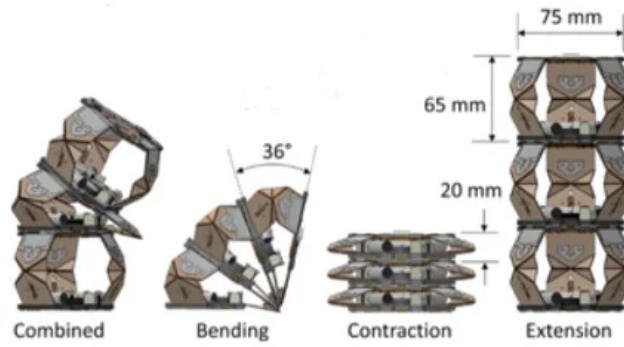 75 mm
65 mm
36°
20 mm
Combined
Bending
Contraction
Extension